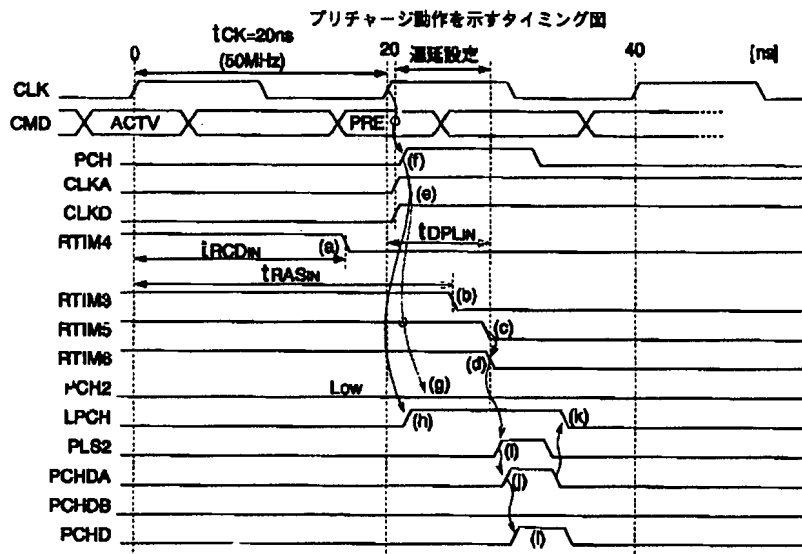 プリチャージ動作を示すタイミング図
tCK=20ns
(50MHz)
0
20
遅延設定
40
[ns]
CLK
CMD
ACTV
PRE
PCH
(f)
CLKA
(e)
CLKD
tDPLIN
RTIM4
(a)
tRCDIN
tRASIN
RTIM3
(b)
RTIM5
(c)
RTIM6
(d)
PCH2
Low
(g)
LPCH
(h)
(k)
PLS2
(i)
PCHDA
(j)
PCHDB
PCHD
(l)